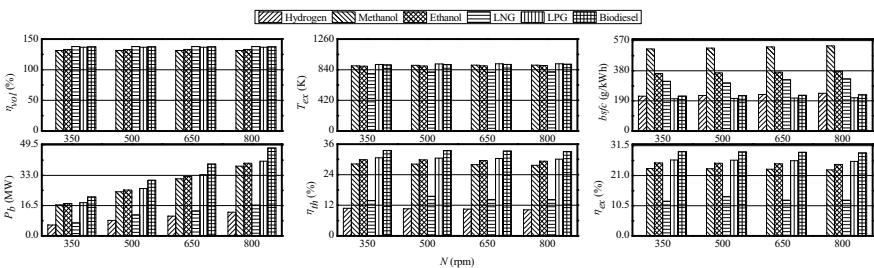 Hydrogen Methanol Ethanol LNG LPG Biodiesel
150
100
50
0
η_vol (%)
350 500 650 800
1260
840
420
0
T_ex (K)
350 500 650 800
570
380
190
0
bsfc (g/kWh)
350 500 650 800
49.5
33.0
16.5
0.0
P_b (MW)
350 500 650 800
36
24
12
0
η_th (%)
350 500 650 800
31.5
21.0
10.5
0.0
η_ex (%)
350 500 650 800
N (rpm)